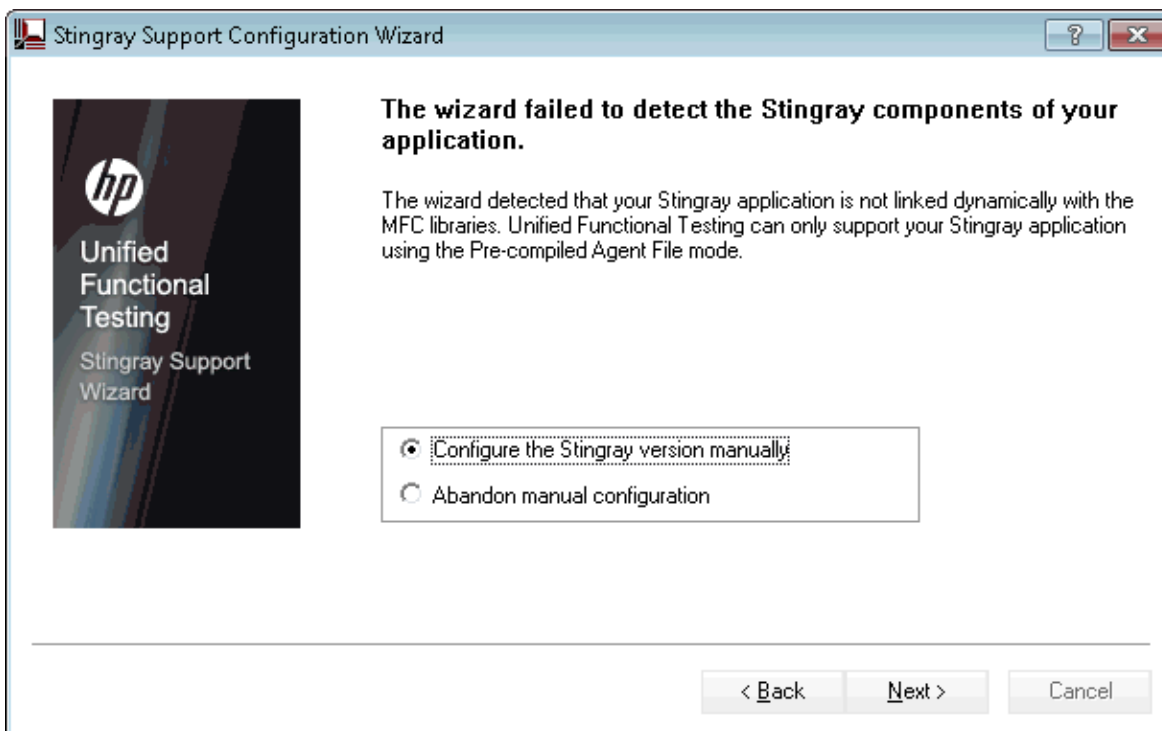 Stingray Support Configuration Wizard
?
The wizard failed to detect the Stingray components of your
application.
The wizard detected that your Stingray application is not linked dynamically with the
MFC libraries. Unified Functional Testing can only support your Stingray application
using the Pre-compiled Agent File mode.
hp
Unified
Functional
Testing
Stingray Support
Wizard
Configure the Stingray version manually
Abandon manual configuration
< Back
Next >
Cancel